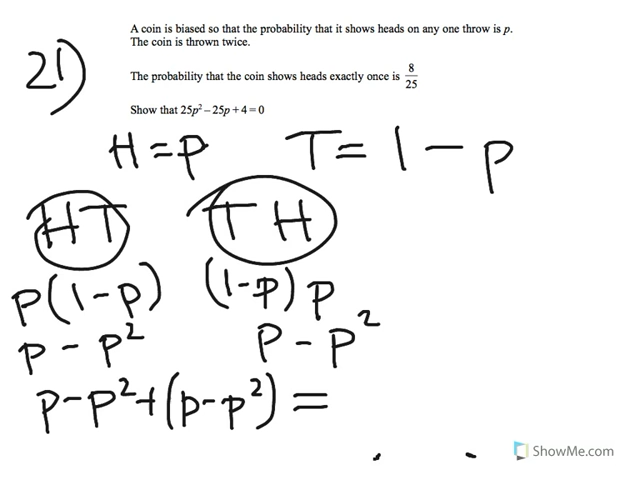 21)
A coin is biased so that the probability that it shows heads on any one throw is p.
The coin is thrown twice.
The probability that the coin shows heads exactly once is 8/25
Show that 25p² – 25p + 4 = 0
H = p T = 1 - p
HT TH
p(1-p) (1-p)p
p - p² p - p²
p-p²+(p-p²) =
ShowMe.com